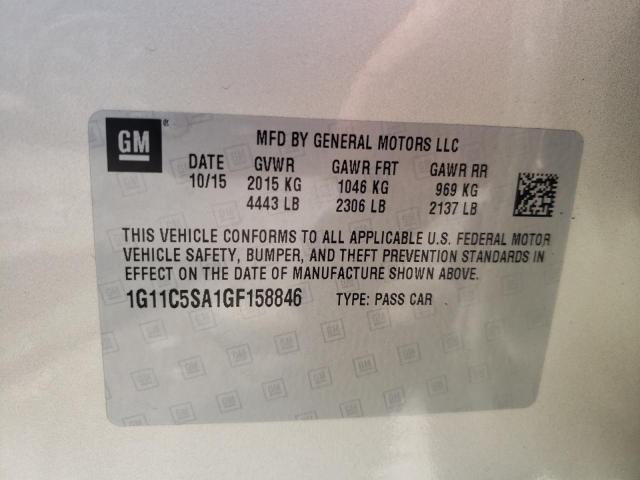 GM
MFD BY GENERAL MOTORS LLC
DATE GVWR GAWR FRT GAWR RR
10/15 2015 KG 1046 KG 969 KG
4443 LB 2306 LB 2137 LB
THIS VEHICLE CONFORMS TO ALL APPLICABLE U.S. FEDERAL MOTOR
VEHICLE SAFETY, BUMPER, AND THEFT PREVENTION STANDARDS IN
EFFECT ON THE DATE OF MANUFACTURE SHOWN ABOVE.
1G11C5SA1GF158846 TYPE: PASS CAR